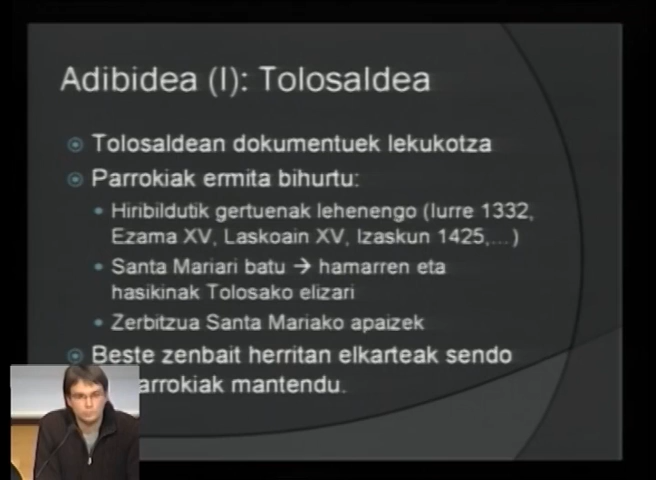 Adibidea (I): Tolosaldea
Tolosaldean dokumentuek lekukotza
Parrokiak ermita bihurtu:
Hiribildutik gertuenak lehenengo (Iurre 1332,
Ezama XV, Laskoain XV, Izaskun 1425,...)
Santa Mariari batu → hamarren eta
hasikinak Tolosako elizari
Zerbitzua Santa Mariako apaizek
Beste zenbait herritan elkarteak sendo
mantendu.